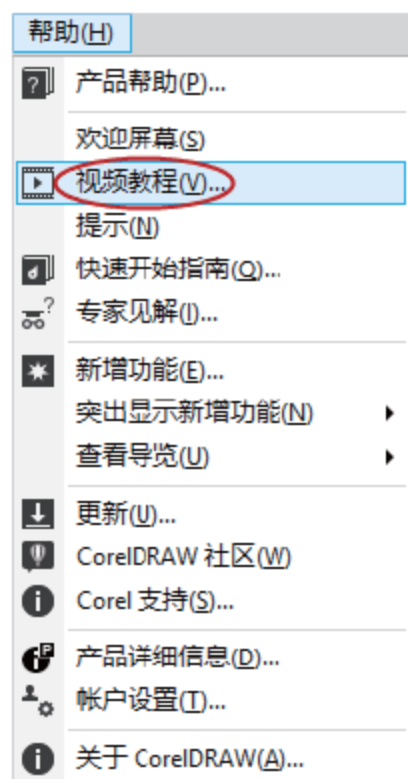 帮助(H)
产品帮助(P)...
欢迎屏幕(S)
视频教程(V)...
提示(N)
快速开始指南(Q)...
专家见解(I)...
新增功能(E)...
突出显示新增功能(N)
查看导览(U)
更新(U)...
CorelDRAW 社区(W)
Corel 支持(S)...
产品详细信息(D)...
帐户设置(T)...
关于 CorelDRAW(A)...